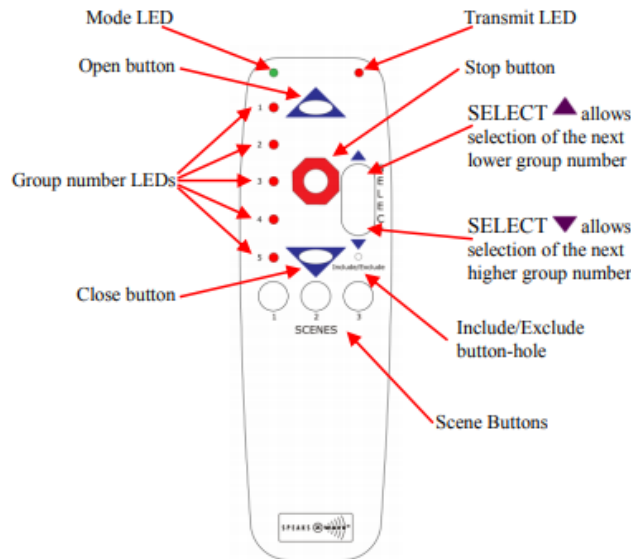 Mode LED
Transmit LED
Open button
Stop button
1
2
3
4
5
Group number LEDs
SELECT
SELECT ▲ allows
selection of the next
lower group number
SELECT ▼ allows
selection of the next
higher group number
Include/Exclude
Close button
1 2 3
SCENES
Include/Exclude
button-hole
Scene Buttons